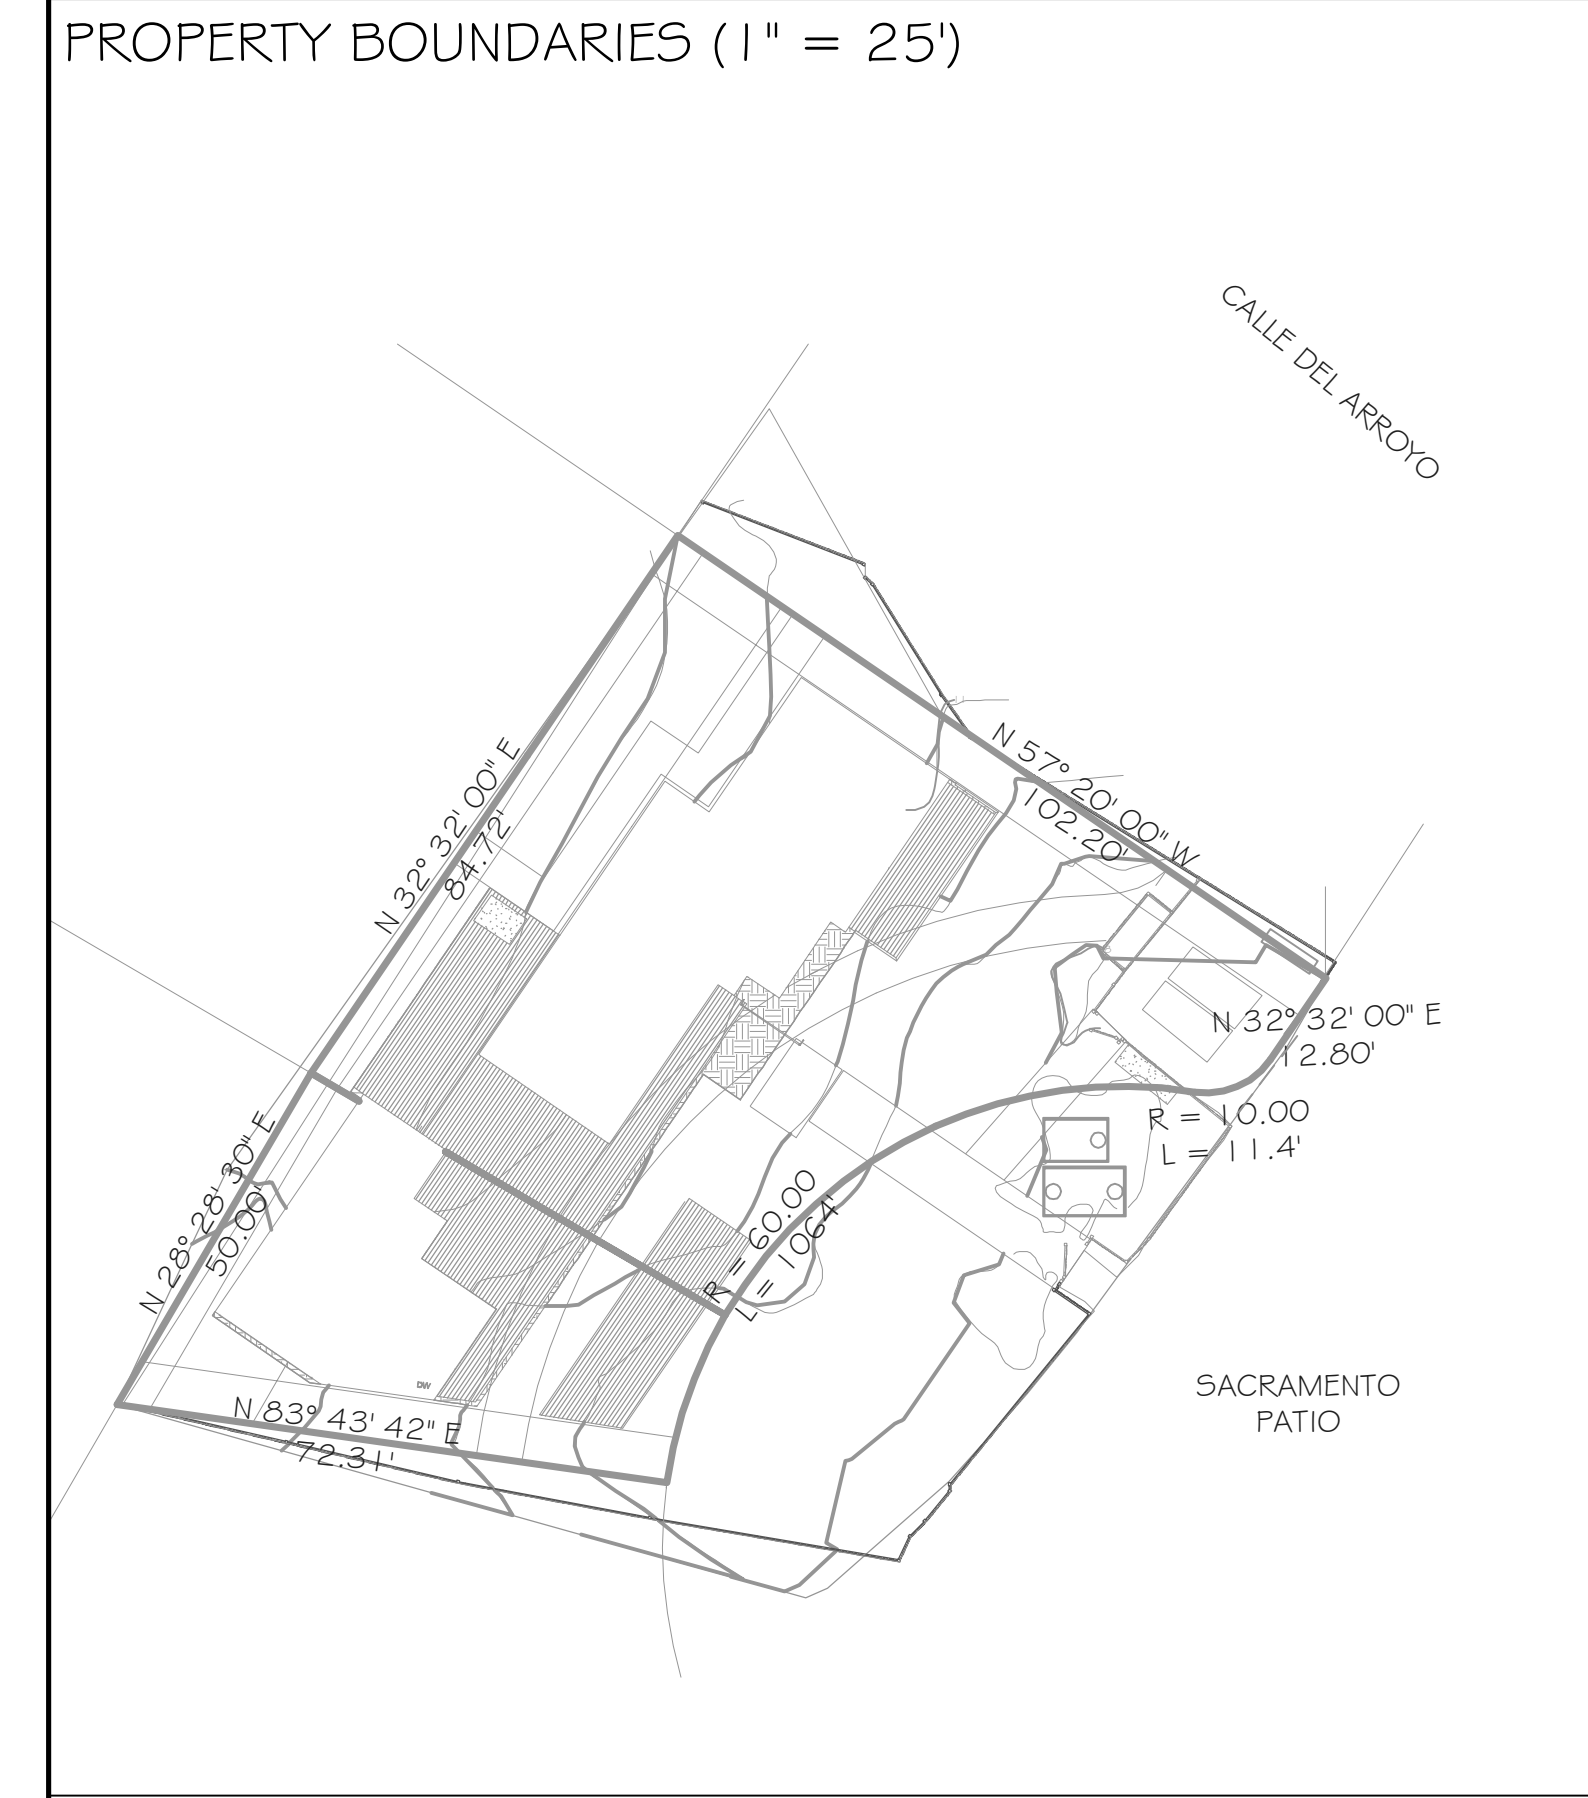 PROPERTY BOUNDARIES (1" = 25')
CALLE DEL ARROYO
N 57° 20' 00" W
102.20'
N 32° 32' 00" E
84.72'
N 32° 32' 00" E
12.80'
R = 10.00
L = 11.4'
N 28° 28' 30" E
50.00'
R = 60.00
L = 1064'
SACRAMENTO
PATIO
DW
N 83° 43' 42" E
72.31'